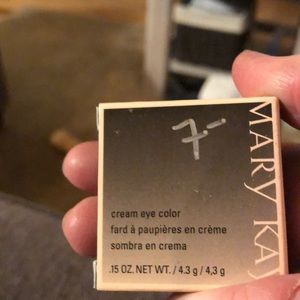 7-
MARY KAY
cream eye color
fard à paupières en crème
sombra en crema
.15 OZ. NET WT. / 4.3 g / 4,3 g